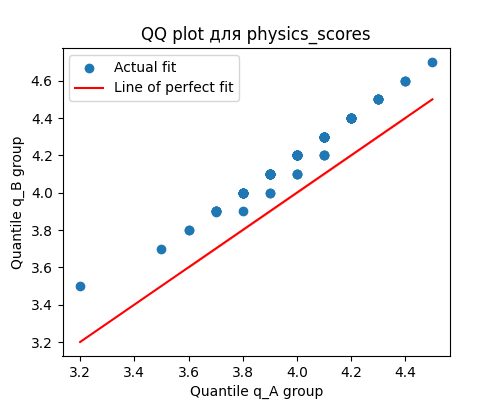 QQ plot для physics_scores
Actual fit
Line of perfect fit
Quantile q_B group
4.6
4.4
4.2
4.0
3.8
3.6
3.4
3.2
3.2 3.4 3.6 3.8 4.0 4.2 4.4
Quantile q_A group